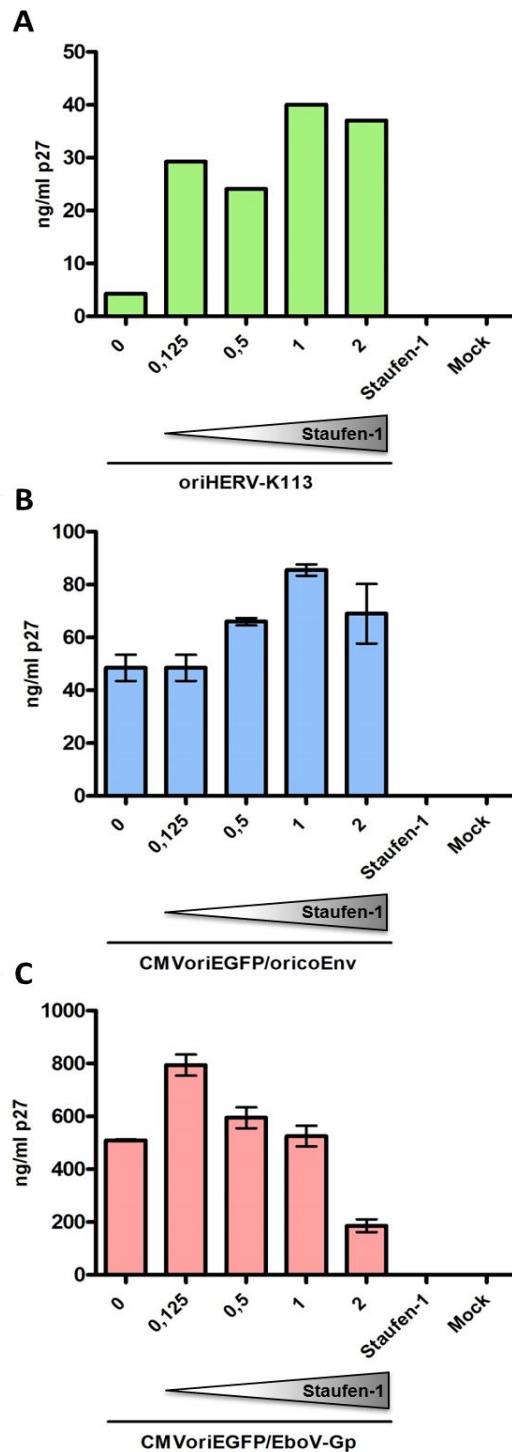 A
50
40
30
20
10
0
ng/ml p27
0 0,125 0,5 1 2 Staufen-1 Mock
Staufen-1
oriHERV-K113
B
100
80
60
40
20
0
ng/ml p27
0 0,125 0,5 1 2 Staufen-1 Mock
Staufen-1
CMVoriEGFP/oricoEnv
C
1000
800
600
400
200
0
ng/ml p27
0 0,125 0,5 1 2 Staufen-1 Mock
Staufen-1
CMVoriEGFP/EboV-Gp